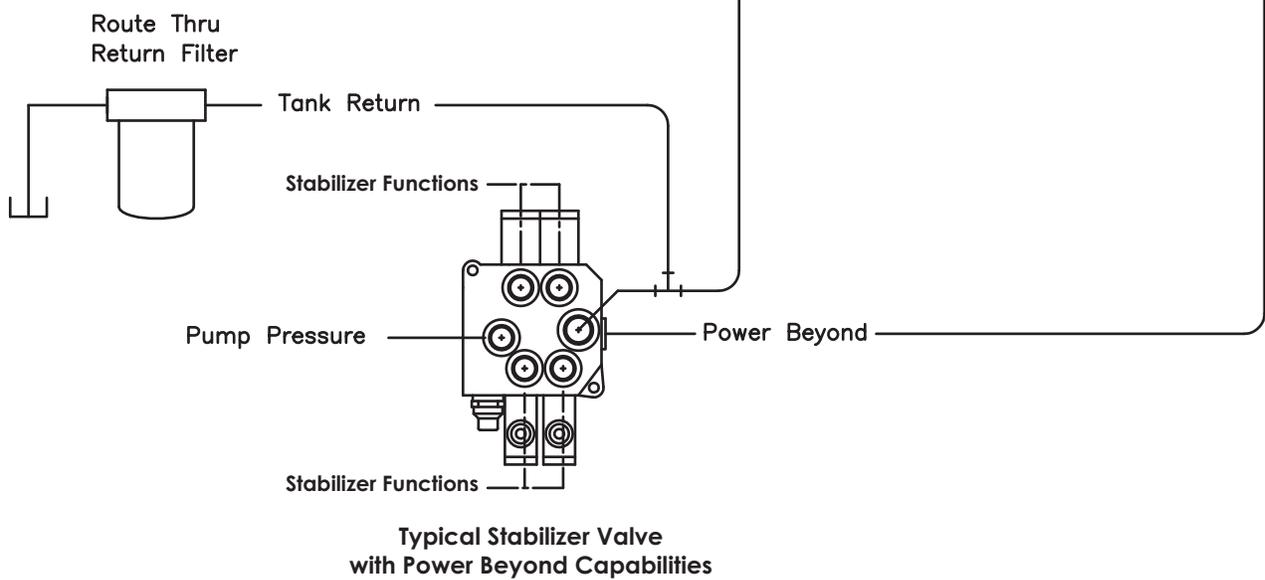 Route Thru
Return Filter
Tank Return
Stabilizer Functions
Pump Pressure
Power Beyond
Stabilizer Functions
Typical Stabilizer Valve
with Power Beyond Capabilities